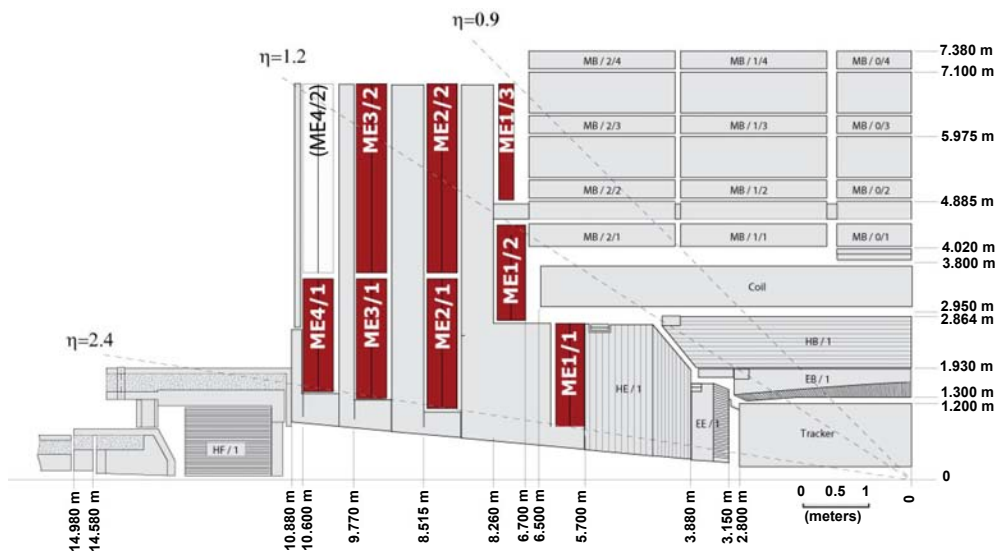 η=0.9
η=1.2
η=2.4
(ME4/2)
ME3/2
ME2/2
ME1/3
MB / 2/4
MB / 1/4
MB / 0/4
7.380 m
7.100 m
MB / 2/3
MB / 1/3
MB / 0/3
5.975 m
MB / 2/2
MB / 1/2
MB / 0/2
4.885 m
ME1/2
MB / 2/1
MB / 1/1
MB / 0/1
4.020 m
3.800 m
Coil
2.950 m
2.864 m
ME4/1
ME3/1
ME2/1
ME1/1
HE / 1
HB / 1
1.930 m
EB / 1
1.300 m
1.200 m
EE / 1
Tracker
HF / 1
0
0 0.5 1
(meters)
14.980 m
14.580 m
10.880 m
10.600 m
9.770 m
8.515 m
8.260 m
6.700 m
6.500 m
5.700 m
3.880 m
3.150 m
2.800 m
0